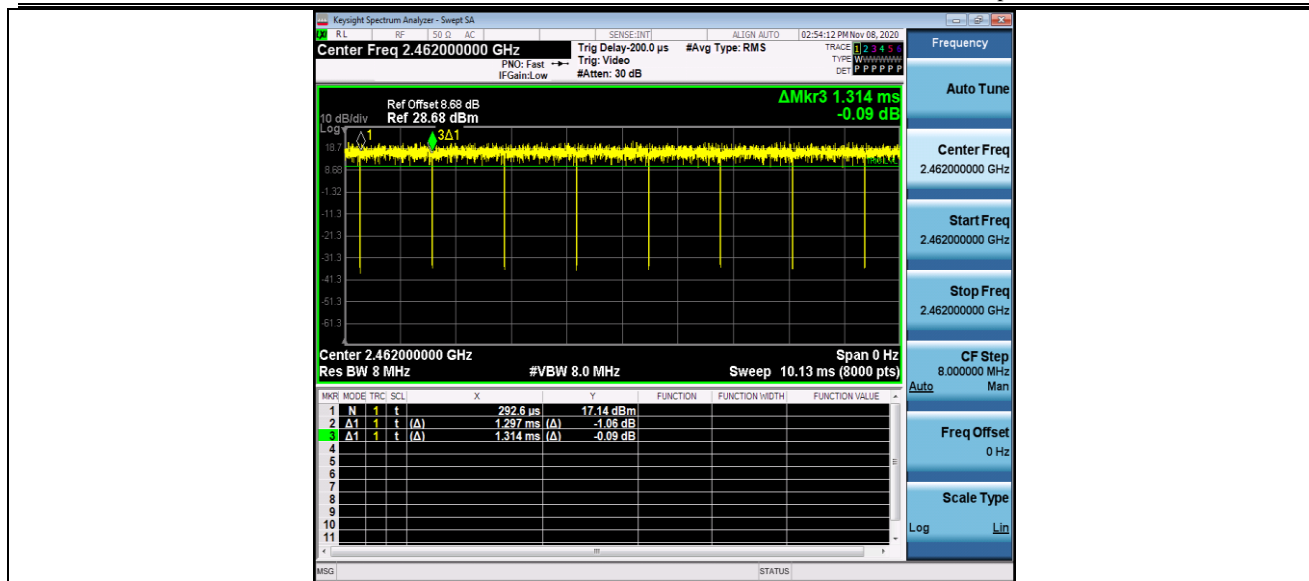 Keysight Spectrum Analyzer - Swept SA
RL RF 50 Ω AC SENSE:INT ALIGN AUTO 02:54:12 PM Nov 08, 2020
Center Freq 2.462000000 GHz
PNO: Fast
IFGain:Low
Trig Delay-200.0 µs
Trig: Video
#Atten: 30 dB
#Avg Type: RMS
TRACE 1 2 3 4 5 6
TYPE WWWWWW
DET P P P P P P
ΔMkr3 1.314 ms
-0.09 dB
Ref Offset 8.68 dB
10 dB/div Ref 28.68 dBm
Log
1
3Δ1
18.7
8.68
-1.32
-11.3
-21.3
-31.3
-41.3
-51.3
-61.3
Center 2.462000000 GHz Span 0 Hz
Res BW 8 MHz #VBW 8.0 MHz Sweep 10.13 ms (8000 pts)
MKR MODE TRC SCL X Y FUNCTION FUNCTION WIDTH FUNCTION VALUE
1 N 1 t 292.6 µs 17.14 dBm
2 Δ1 1 t (Δ) 1.297 ms (Δ) -1.06 dB
3 Δ1 1 t (Δ) 1.314 ms (Δ) -0.09 dB
4
5
6
7
8
9
10
11
MSG STATUS
Frequency
Auto Tune
Center Freq
2.462000000 GHz
Start Freq
2.462000000 GHz
Stop Freq
2.462000000 GHz
CF Step
8.000000 MHz
Auto Man
Freq Offset
0 Hz
Scale Type
Log Lin